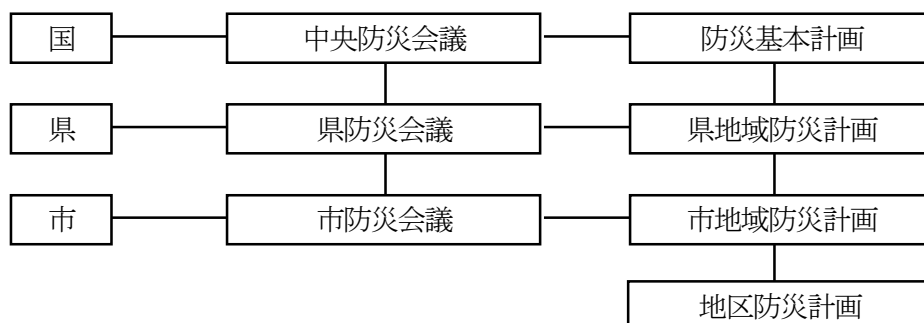 国 中央防災会議 防災基本計画
県 県防災会議 県地域防災計画
市 市防災会議 市地域防災計画
地区防災計画